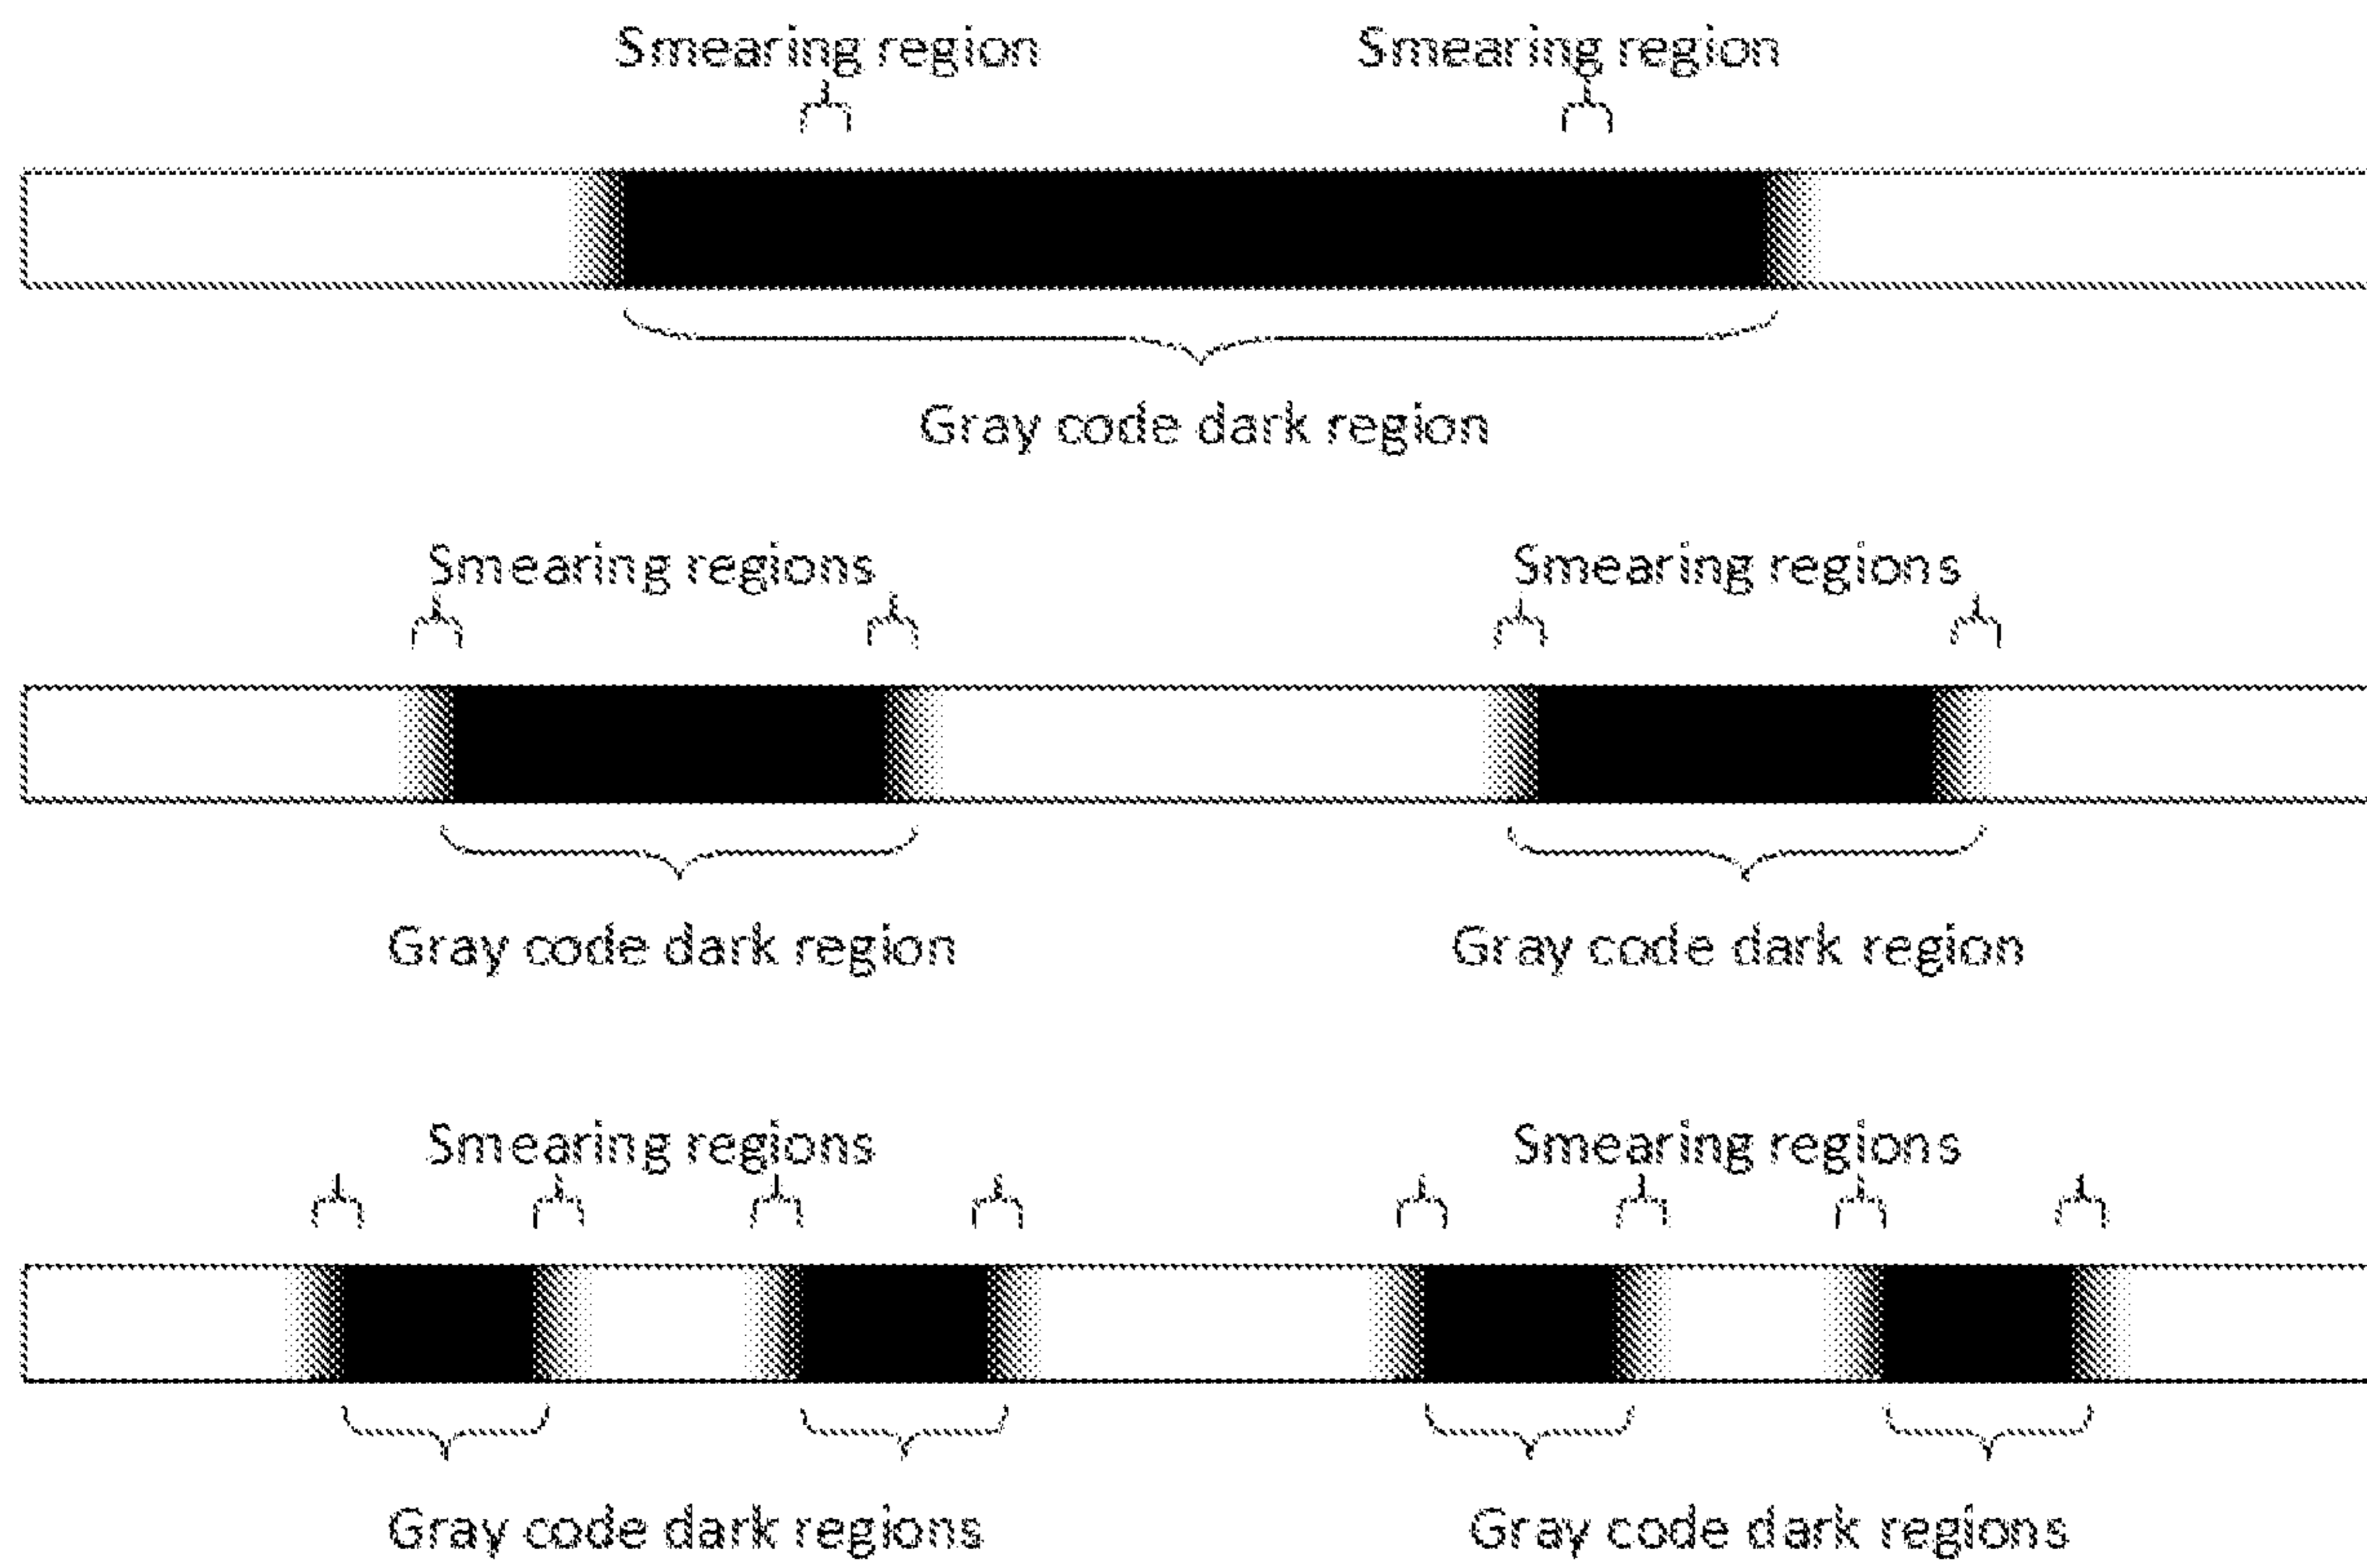 Smearing region Smearing region
Gray code dark region
Smearing regions Smearing regions
Gray code dark region Gray code dark region
Smearing regions Smearing regions
Gray code dark regions Gray code dark regions